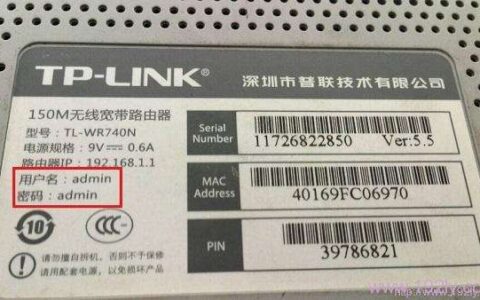 TP-LINK®
深圳市普联技术有限公司
150M无线宽带路由器
型号：TL-WR740N
电源规格：9V⎓0.6A
路由器IP：192.168.1.1
用户名：admin
密码：admin
10
CCC
请勿擅自拆机，否则不予保修
请用配套电源，以免损坏产品
Serial Number
11726822850 Ver:5.5
MAC Address
40169FC06970
PIN
39786821